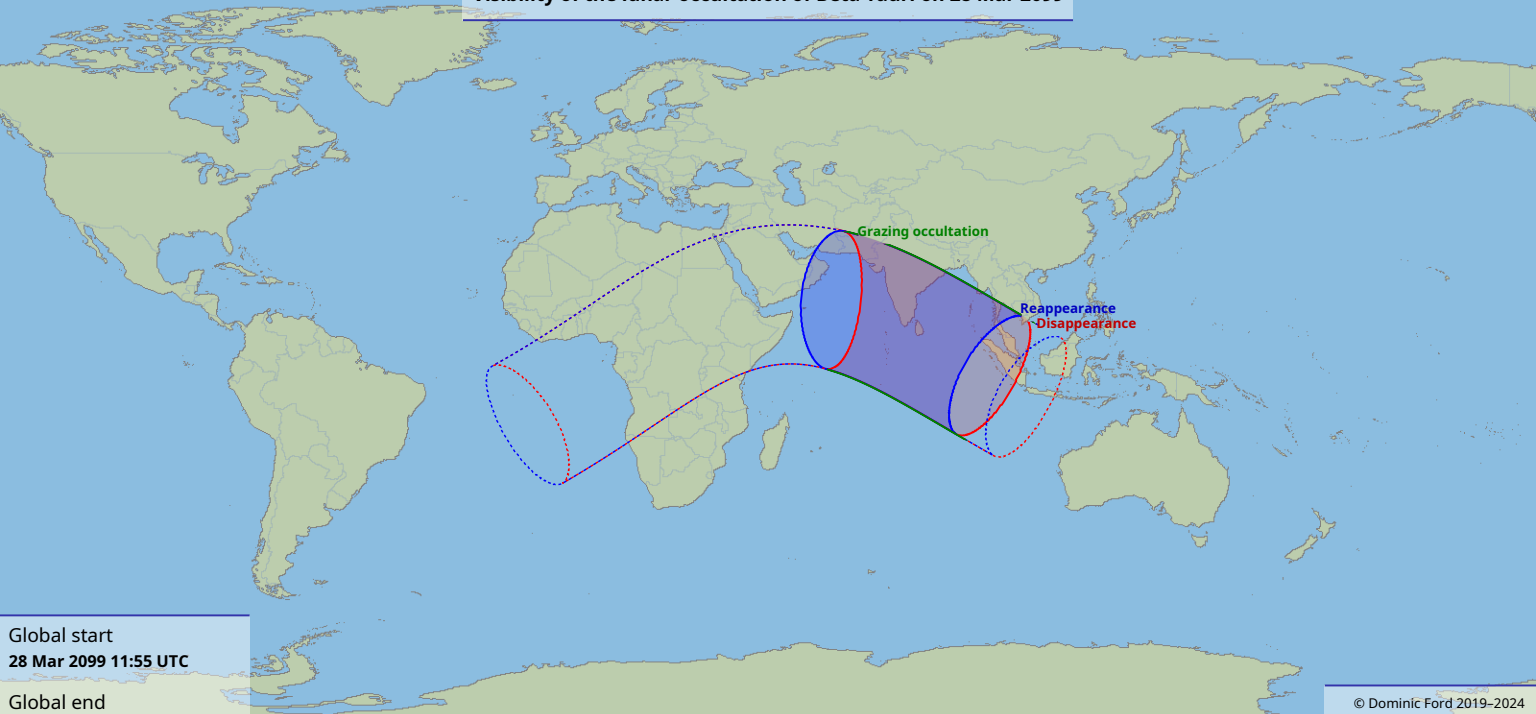 Grazing occultation
Reappearance
Disappearance
Global start
28 Mar 2099 11:55 UTC
Global end
© Dominic Ford 2019–2024